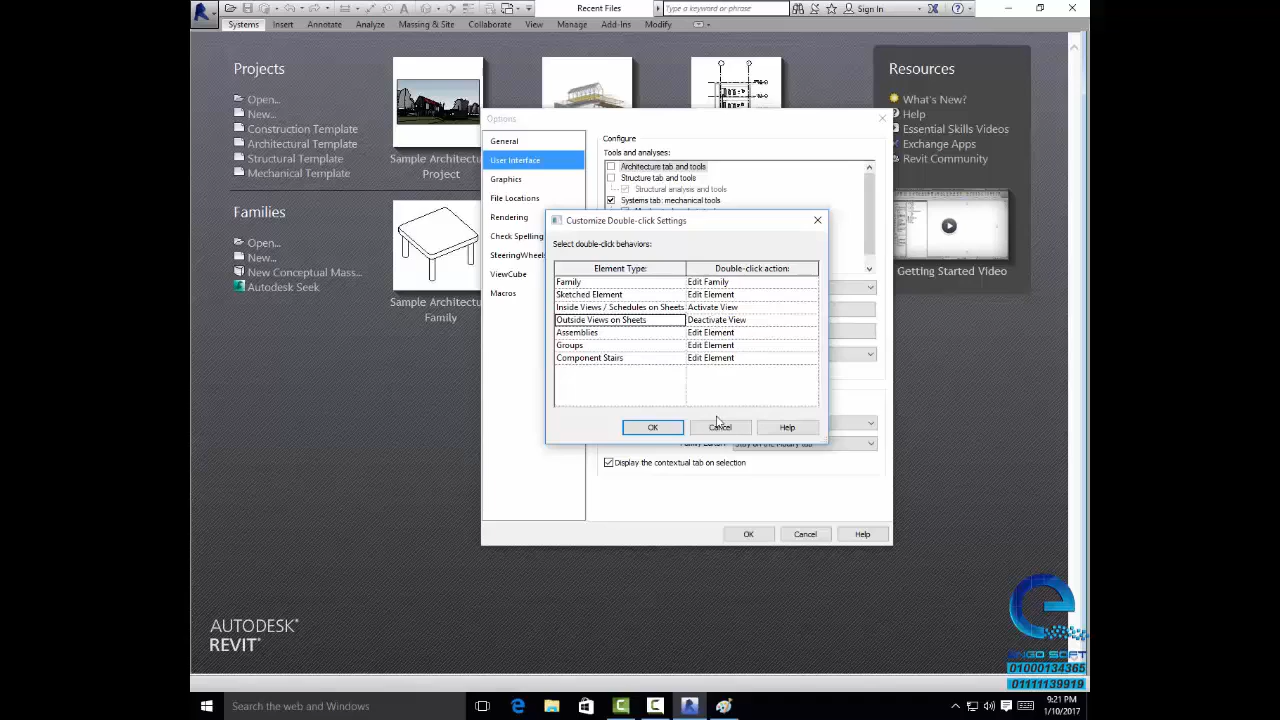 Recent Files
Type a keyword or phrase
Sign In
Systems Insert Annotate Analyze Massing & Site Collaborate View Manage Add-Ins Modify
Projects
Open...
New...
Construction Template
Architectural Template
Structural Template
Mechanical Template
Sample Architectu
Project
Families
Open...
New...
New Conceptual Mass...
Autodesk Seek
Sample Architectu
Family
Resources
What's New?
Help
Essential Skills Videos
Exchange Apps
Revit Community
Getting Started Video
Options
General
User Interface
Graphics
File Locations
Rendering
Check Spelling
SteeringWheels
ViewCube
Macros
Configure
Tools and analyses:
Architecture tab and tools
Structure tab and tools
Structural analysis and tools
Systems tab: mechanical tools
Customize Double-click Settings
Select double-click behaviors:
Element Type: Double-click action:
Family Edit Family
Sketched Element Edit Element
Inside Views / Schedules on Sheets Activate View
Outside Views on Sheets Deactivate View
Assemblies Edit Element
Groups Edit Element
Component Stairs Edit Element
OK Cancel Help
Display the contextual tab on selection
OK Cancel Help
AUTODESK®
REVIT®
ENGO SOFT
01000134365
01111139919
Search the web and Windows
9:21 PM
1/10/2017